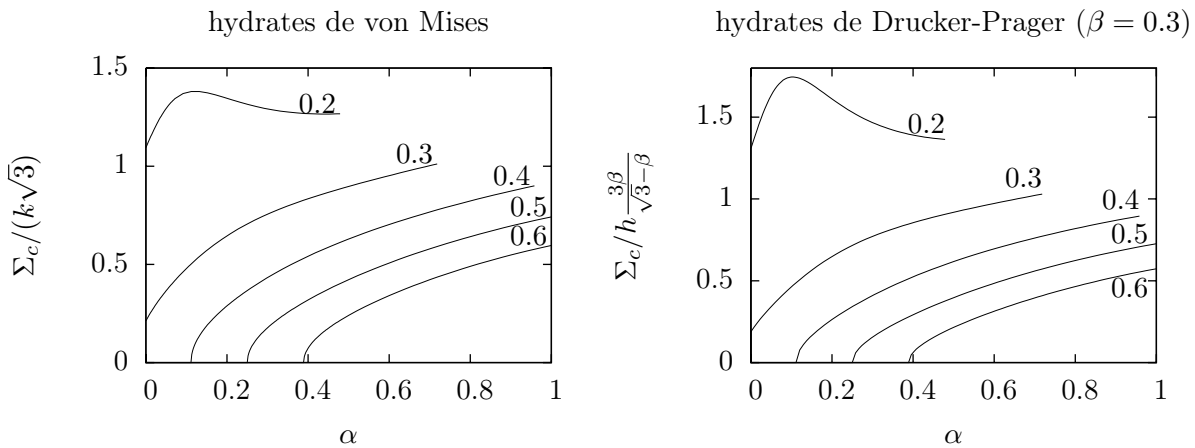 hydrates de von Mises
Σ_c/(k√3)
1.5
1
0.5
0
0.2
0.3
0.4
0.5
0.6
0 0.2 0.4 0.6 0.8 1
α
hydrates de Drucker-Prager (β = 0.3)
Σ_c/h 3β/√3−β
1.5
1
0.5
0
0.2
0.3
0.4
0.5
0.6
0 0.2 0.4 0.6 0.8 1
α